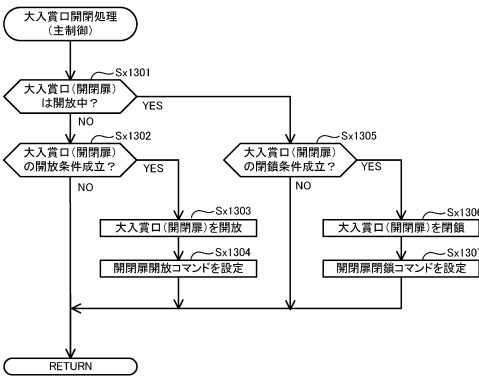 大入賞口開閉処理
(主制御)
Sx1301
大入賞口(開閉扉)
は開放中?
YES
NO
Sx1302
大入賞口(開閉扉)
の開放条件成立?
YES
NO
Sx1305
大入賞口(開閉扉)
の閉鎖条件成立?
YES
NO
Sx1303
大入賞口(開閉扉)を開放
Sx1304
開閉扉開放コマンドを設定
Sx1306
大入賞口(開閉扉)を閉鎖
Sx1307
開閉扉閉鎖コマンドを設定
RETURN